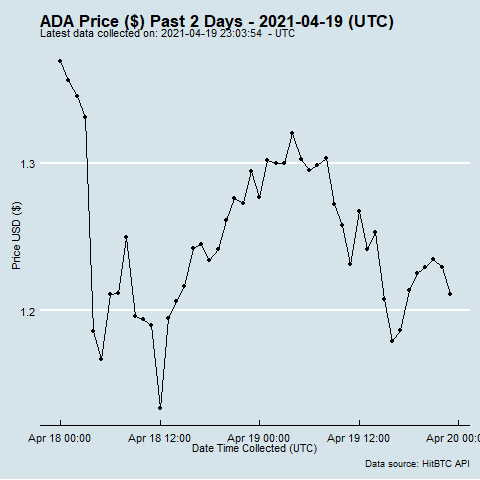 ADA Price ($) Past 2 Days - 2021-04-19 (UTC)
Latest data collected on: 2021-04-19 23:03:54 - UTC
Price USD ($)
1.3
1.2
Apr 18 00:00 Apr 18 12:00 Apr 19 00:00 Apr 19 12:00 Apr 20 00:0
Date Time Collected (UTC)
Data source: HitBTC API